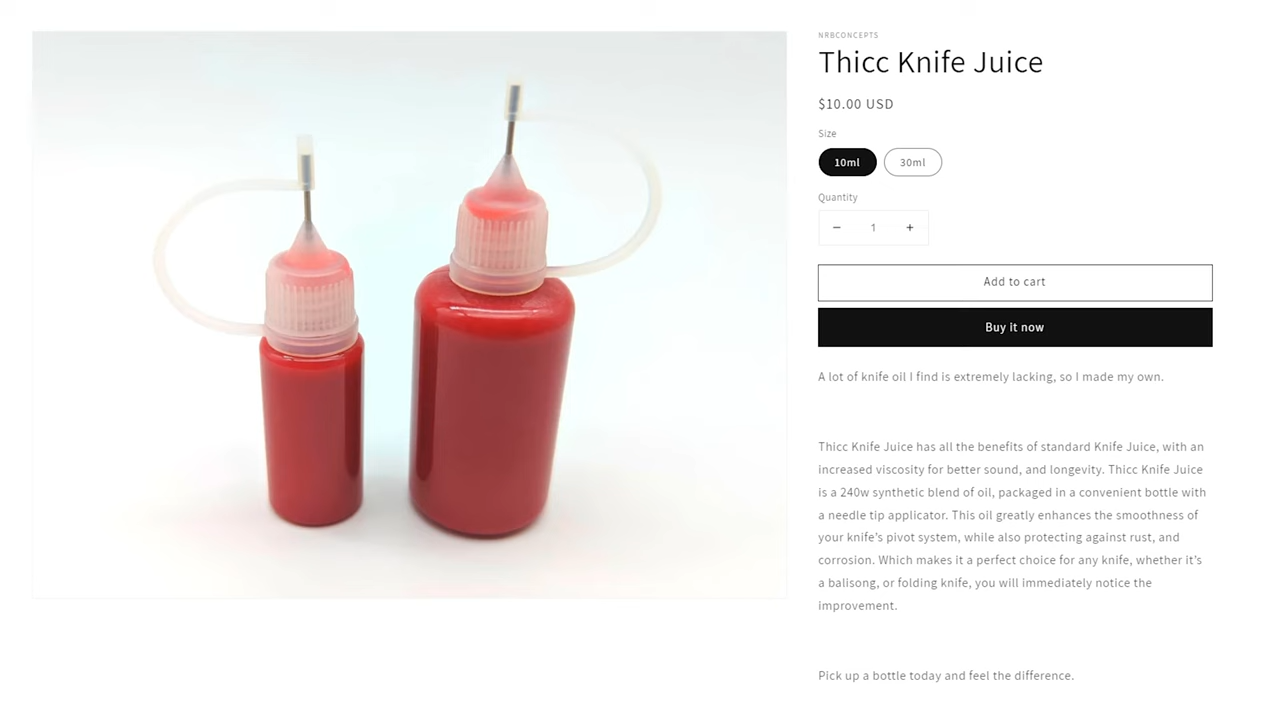 NRBCONCEPTS
Thicc Knife Juice
$10.00 USD
Size
10ml
30ml
Quantity
− 1 +
Add to cart
Buy it now
A lot of knife oil I find is extremely lacking, so I made my own.
Thicc Knife Juice has all the benefits of standard Knife Juice, with an
increased viscosity for better sound, and longevity. Thicc Knife Juice
is a 240w synthetic blend of oil, packaged in a convenient bottle with
a needle tip applicator. This oil greatly enhances the smoothness of
your knife’s pivot system, while also protecting against rust, and
corrosion. Which makes it a perfect choice for any knife, whether it’s
a balisong, or folding knife, you will immediately notice the
improvement.
Pick up a bottle today and feel the difference.